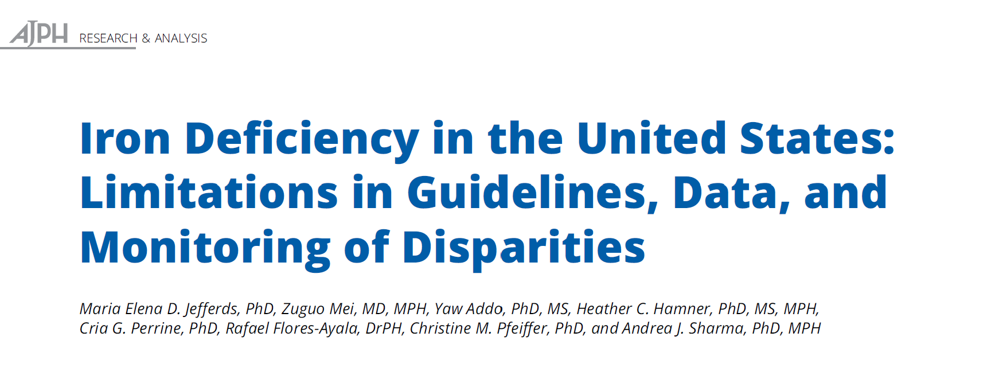 AJPH RESEARCH & ANALYSIS
Iron Deficiency in the United States:
Limitations in Guidelines, Data, and
Monitoring of Disparities
Maria Elena D. Jefferds, PhD, Zuguo Mei, MD, MPH, Yaw Addo, PhD, MS, Heather C. Hamner, PhD, MS, MPH,
Cria G. Perrine, PhD, Rafael Flores-Ayala, DrPH, Christine M. Pfeiffer, PhD, and Andrea J. Sharma, PhD, MPH